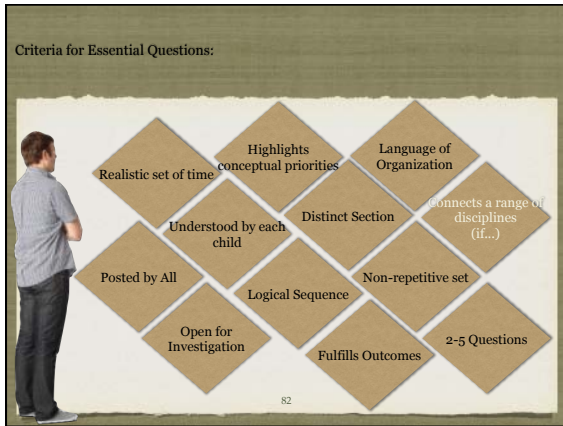 Criteria for Essential Questions:
Highlights
conceptual priorities
Language of
Organization
Realistic set of time
Connects a range of
disciplines
(if...)
Understood by each
child
Distinct Section
Posted by All
Logical Sequence
Non-repetitive set
Open for
Investigation
Fulfills Outcomes
2-5 Questions
82